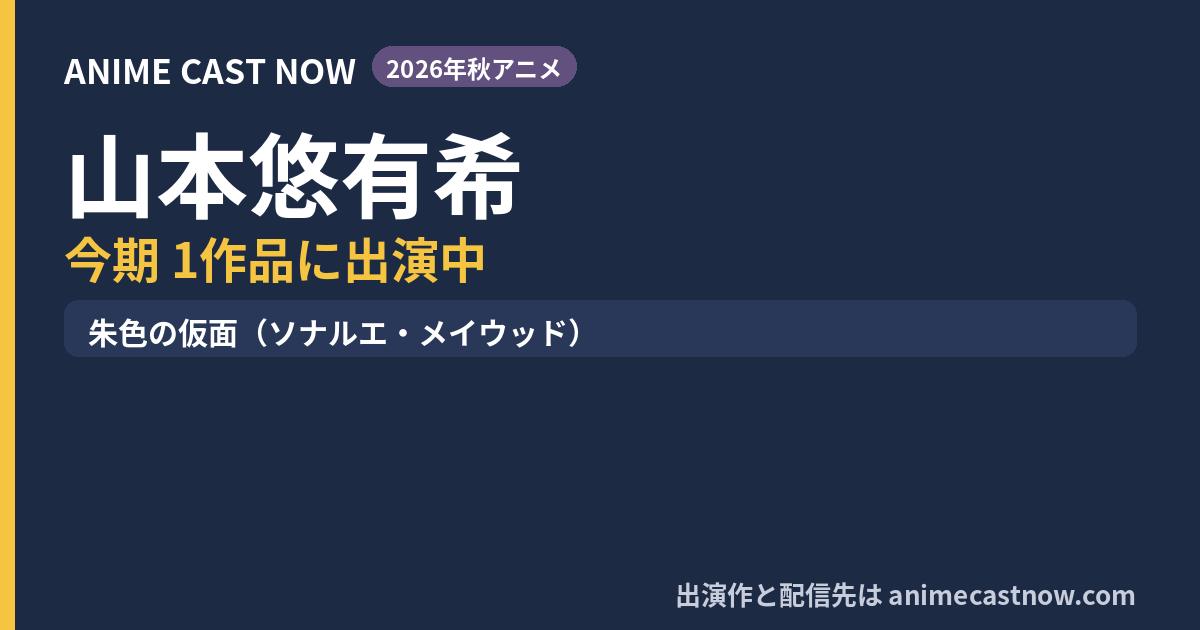 ANIME CAST NOW 2026年秋アニメ
山本悠有希
今期 1作品に出演中
朱色の仮面（ソナルエ・メイウッド）
出演作と配信先は animecastnow.com